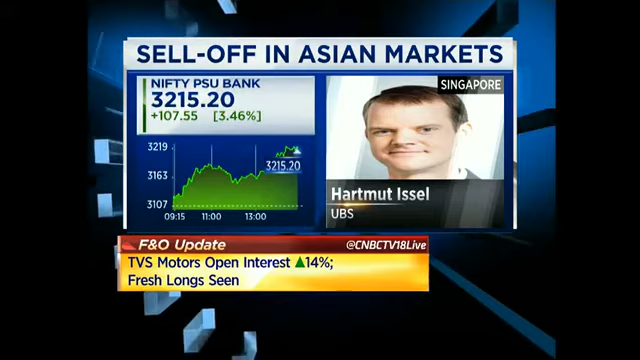 SELL-OFF IN ASIAN MARKETS
NIFTY PSU BANK
3215.20
+107.55 [3.46%]
3219
3163
3107
3215.20
09:15 11:00 13:00
SINGAPORE
Hartmut Issel
UBS
F&O Update @CNBCTV18Live
TVS Motors Open Interest ▲14%;
Fresh Longs Seen